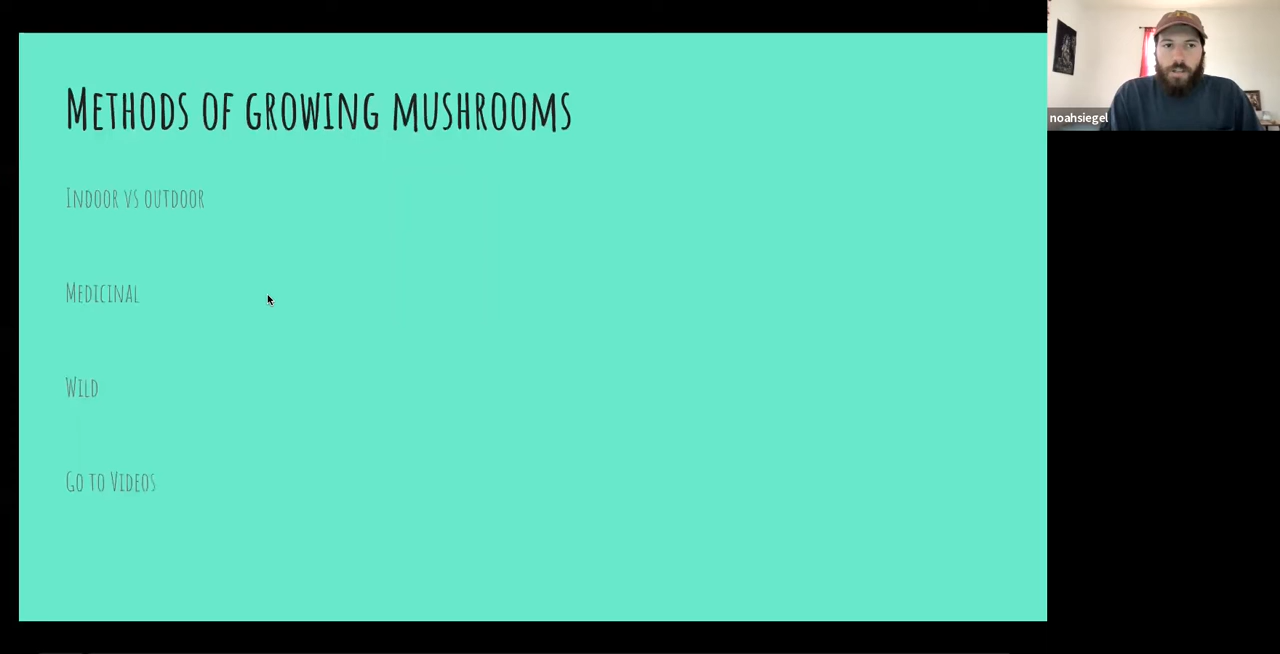 Methods of growing mushrooms
noahsiegel
Indoor vs outdoor
Medicinal
Wild
Go to Videos